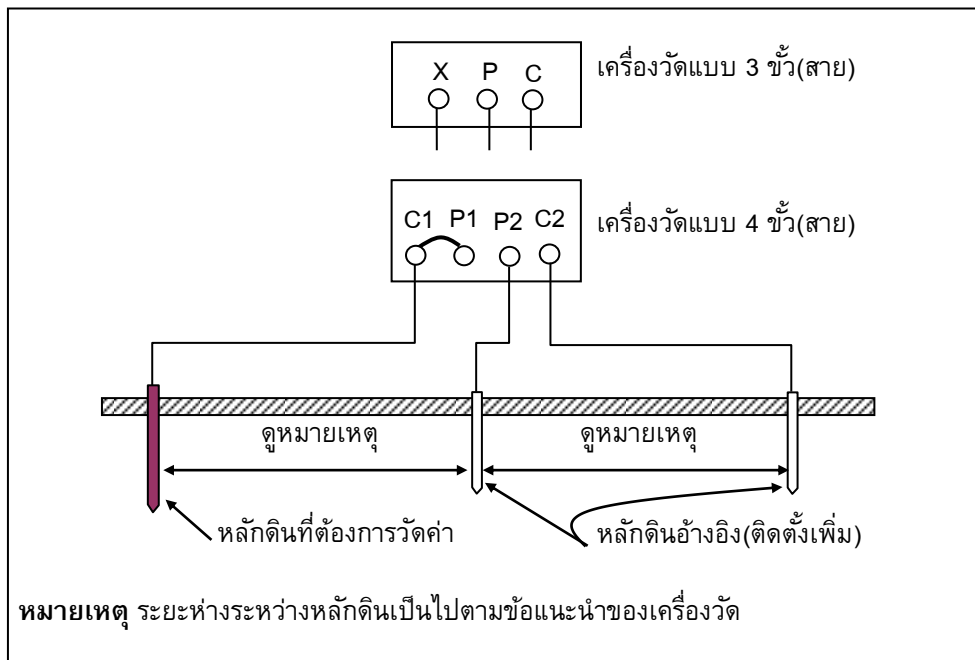 X P C
เครื่องวัดแบบ 3 ขั้ว(สาย)
C1 P1 P2 C2
เครื่องวัดแบบ 4 ขั้ว(สาย)
ดูหมายเหตุ ดูหมายเหตุ
หลักดินที่ต้องการวัดค่า หลักดินอ้างอิง(ติดตั้งเพิ่ม)
หมายเหตุ ระยะห่างระหว่างหลักดินเป็นไปตามข้อแนะนำของเครื่องวัด